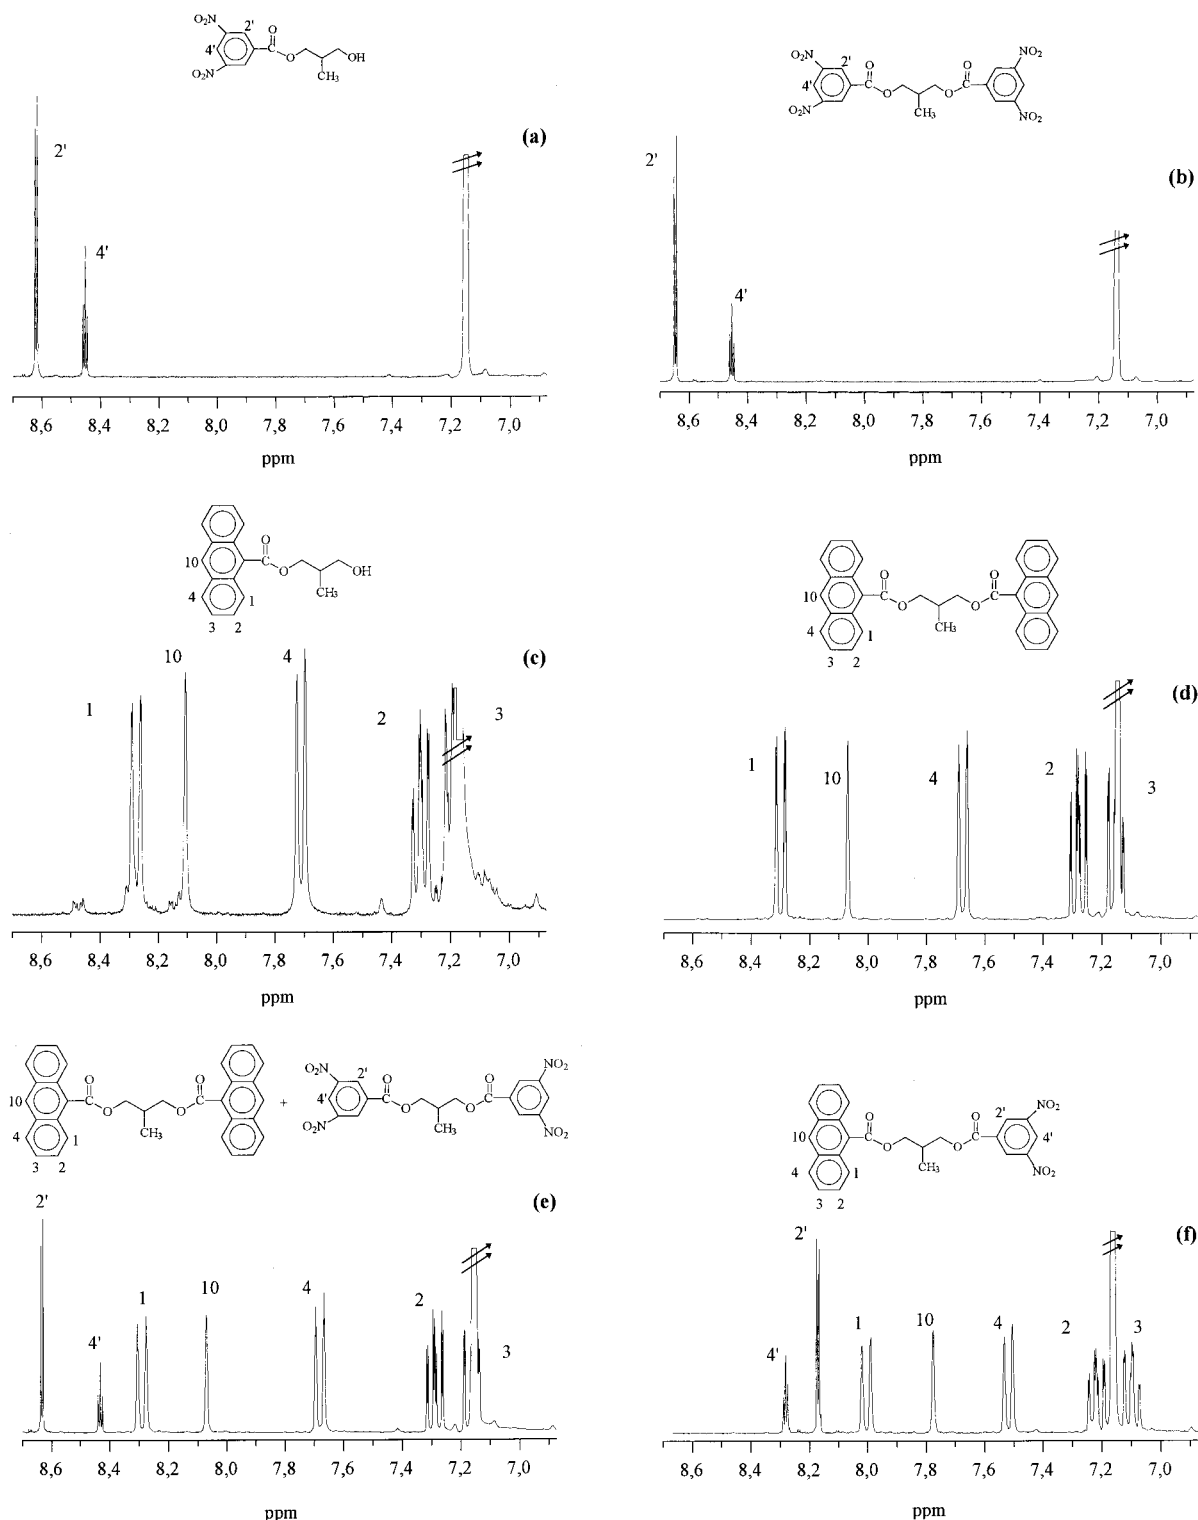 O₂N 2' O
4' C
O₂N O OH
CH₃
(a)
2'
4'
8,6 8,4 8,2 8,0 7,8 7,6 7,4 7,2 7,0
ppm
O₂N 2' O O NO₂
4' C C
O₂N O O NO₂
CH₃
(b)
2'
4'
8,6 8,4 8,2 8,0 7,8 7,6 7,4 7,2 7,0
ppm
10 O
C
O OH
4 1 CH₃
3 2
(c)
1 10 4 2 3
8,6 8,4 8,2 8,0 7,8 7,6 7,4 7,2 7,0
ppm
10 O O
C C
O O
4 1 CH₃
3 2
(d)
1 10 4 2 3
8,6 8,4 8,2 8,0 7,8 7,6 7,4 7,2 7,0
ppm
10 O O
C C
O O
4 1 CH₃
3 2
+
O₂N 2' O O NO₂
4' C C
O₂N O O NO₂
CH₃
(e)
2' 4' 1 10 4 2 3
8,6 8,4 8,2 8,0 7,8 7,6 7,4 7,2 7,0
ppm
10 O O 2' NO₂
C C 4'
O O NO₂
4 1 CH₃
3 2
(f)
4' 2' 1 10 4 2 3
8,6 8,4 8,2 8,0 7,8 7,6 7,4 7,2 7,0
ppm